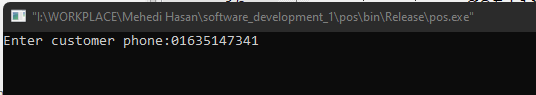 "I:\WORKPLACE\Mehedi Hasan\software_development_1\pos\bin\Release\pos.exe"
Enter customer phone:01635147341